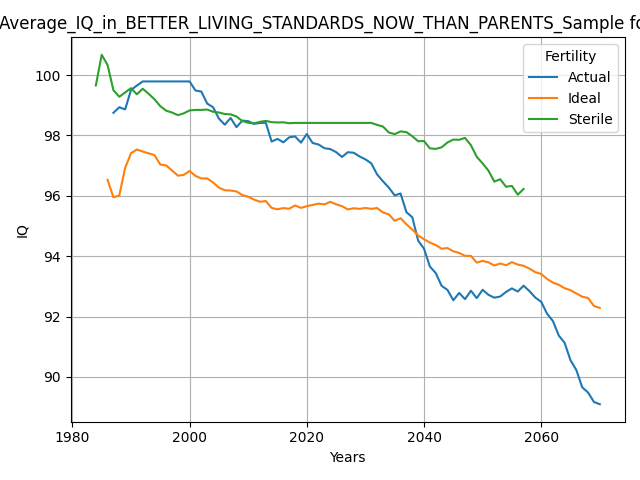 Average_IQ_in_BETTER_LIVING_STANDARDS_NOW_THAN_PARENTS_Sample fo
Fertility
Actual
Ideal
Sterile
IQ
100
98
96
94
92
90
1980
2000
2020
2040
2060
Years